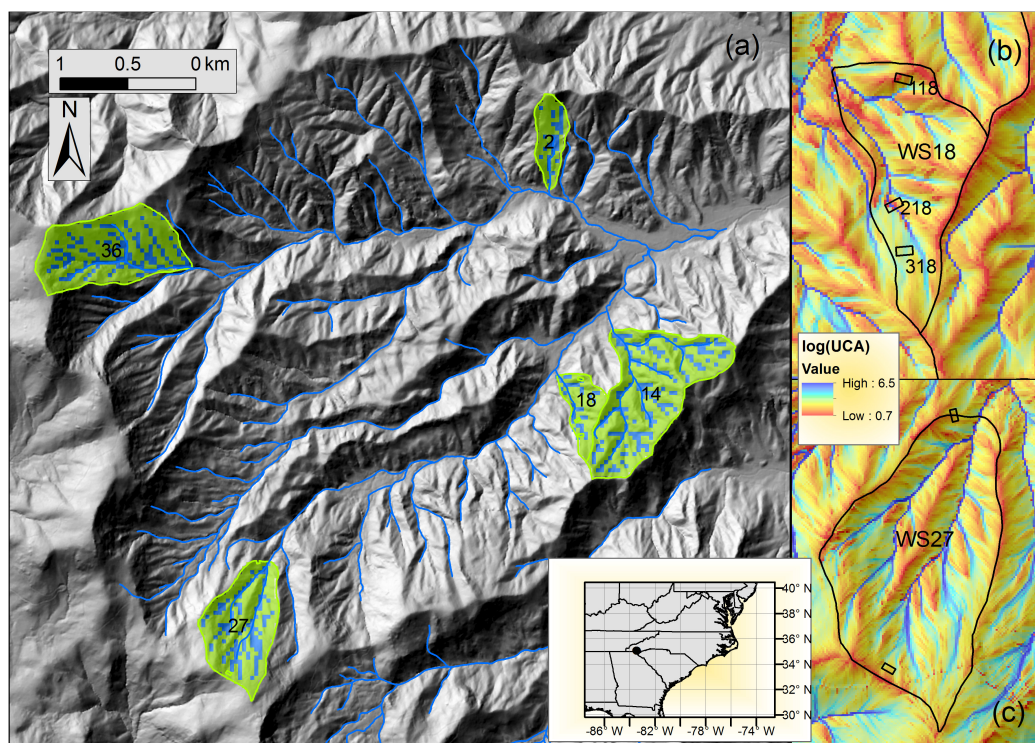 (a)
1 0.5 0 km
N
2
36
14
18
27
40° N
38° N
36° N
34° N
32° N
30° N
-86° -82° -78° -74° W
(b)
118
WS18
218
318
log(UCA)
Value
High : 6.5
Low : 0.7
WS27
(c)